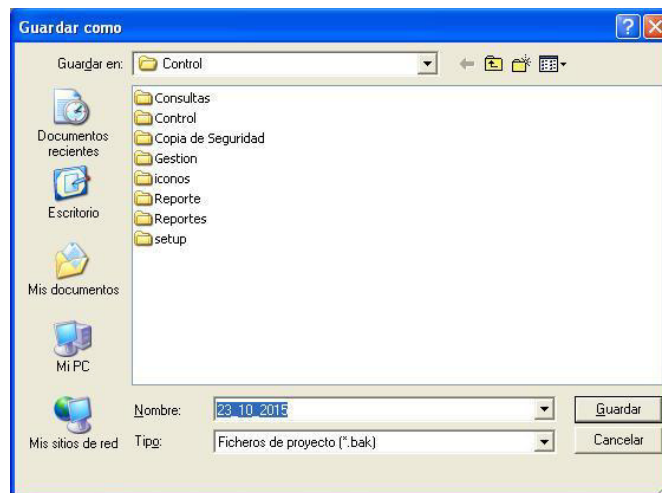 Guardar como
Guardar en: Control
Documentos
recientes
Escritorio
Mis documentos
Mi PC
Mis sitios de red
Consultas
Control
Copia de Seguridad
Gestion
iconos
Reporte
Reportes
setup
Nombre: 23_10_2015
Guardar
Tipo: Ficheros de proyecto (*.bak)
Cancelar